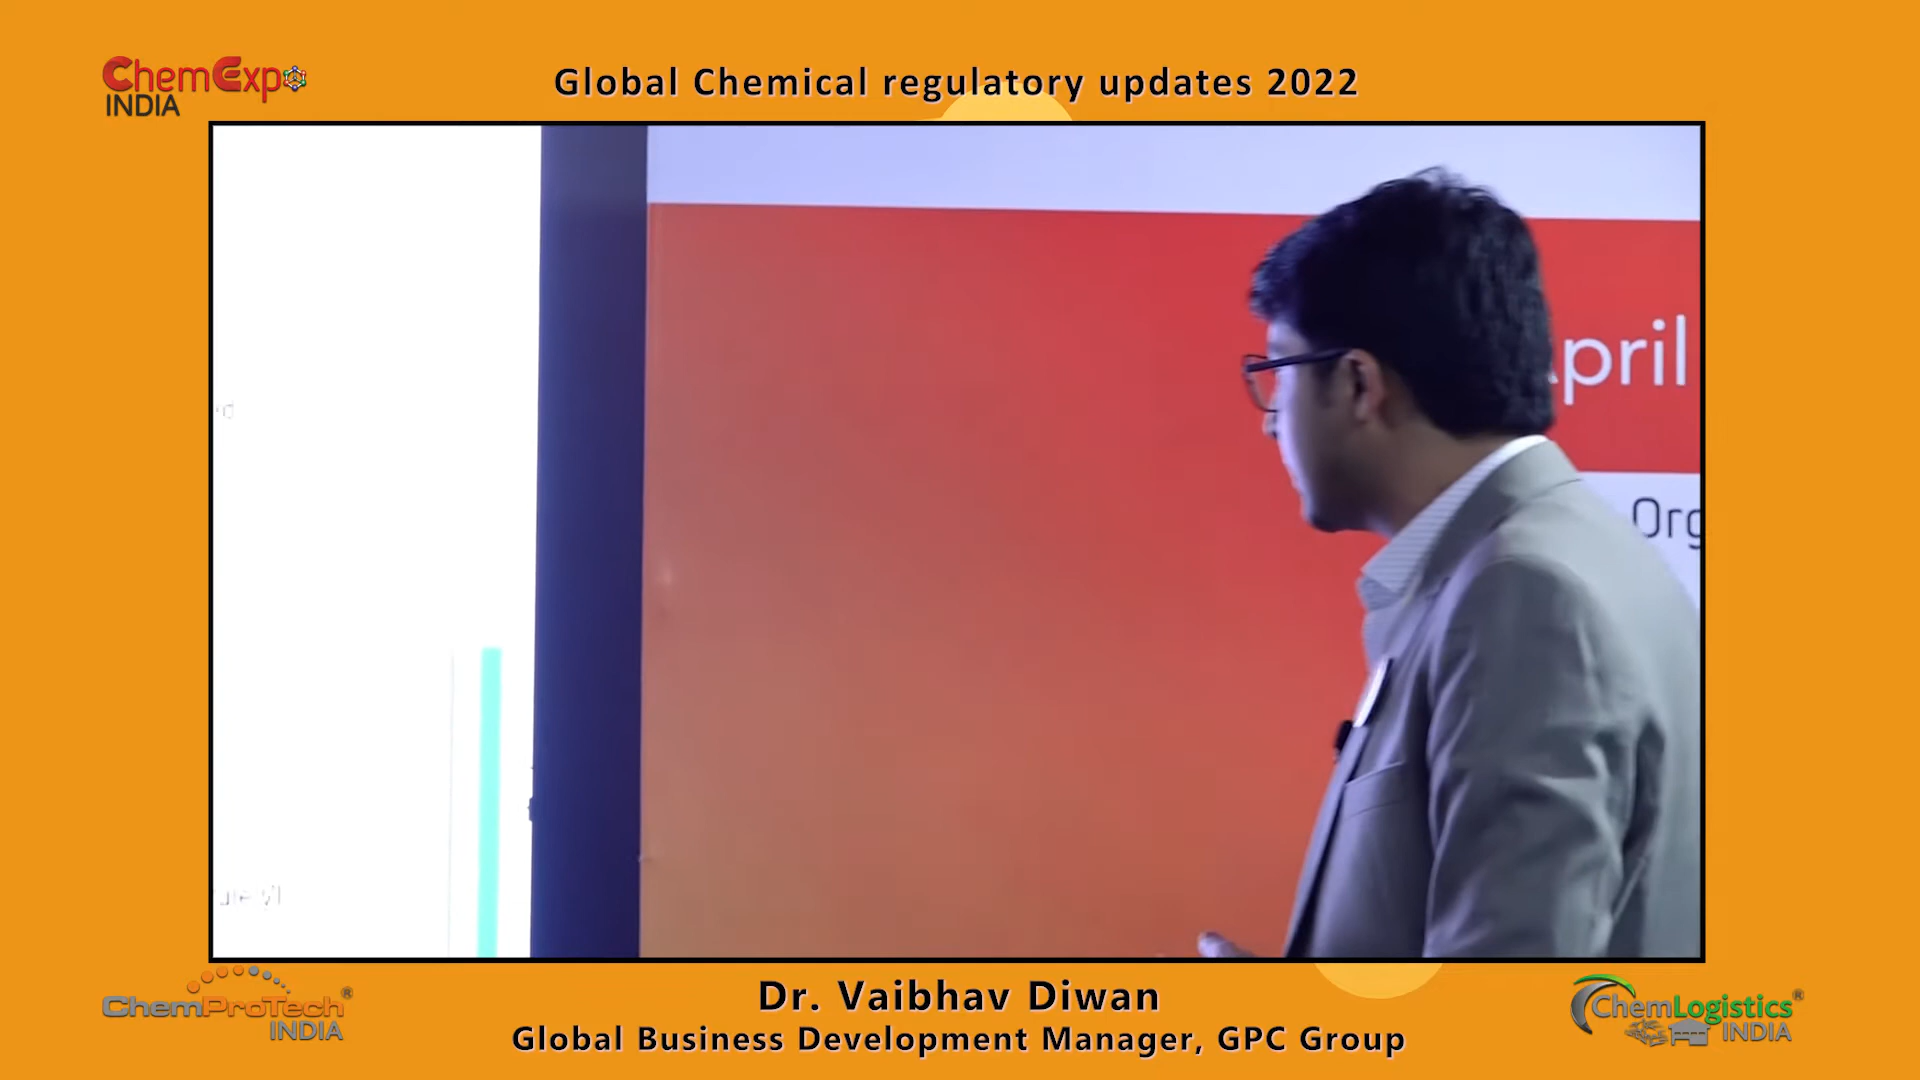 ChemExpo
INDIA
Global Chemical regulatory updates 2022
April
Org
ChemProTech®
INDIA
Dr. Vaibhav Diwan
Global Business Development Manager, GPC Group
ChemLogistics®
INDIA